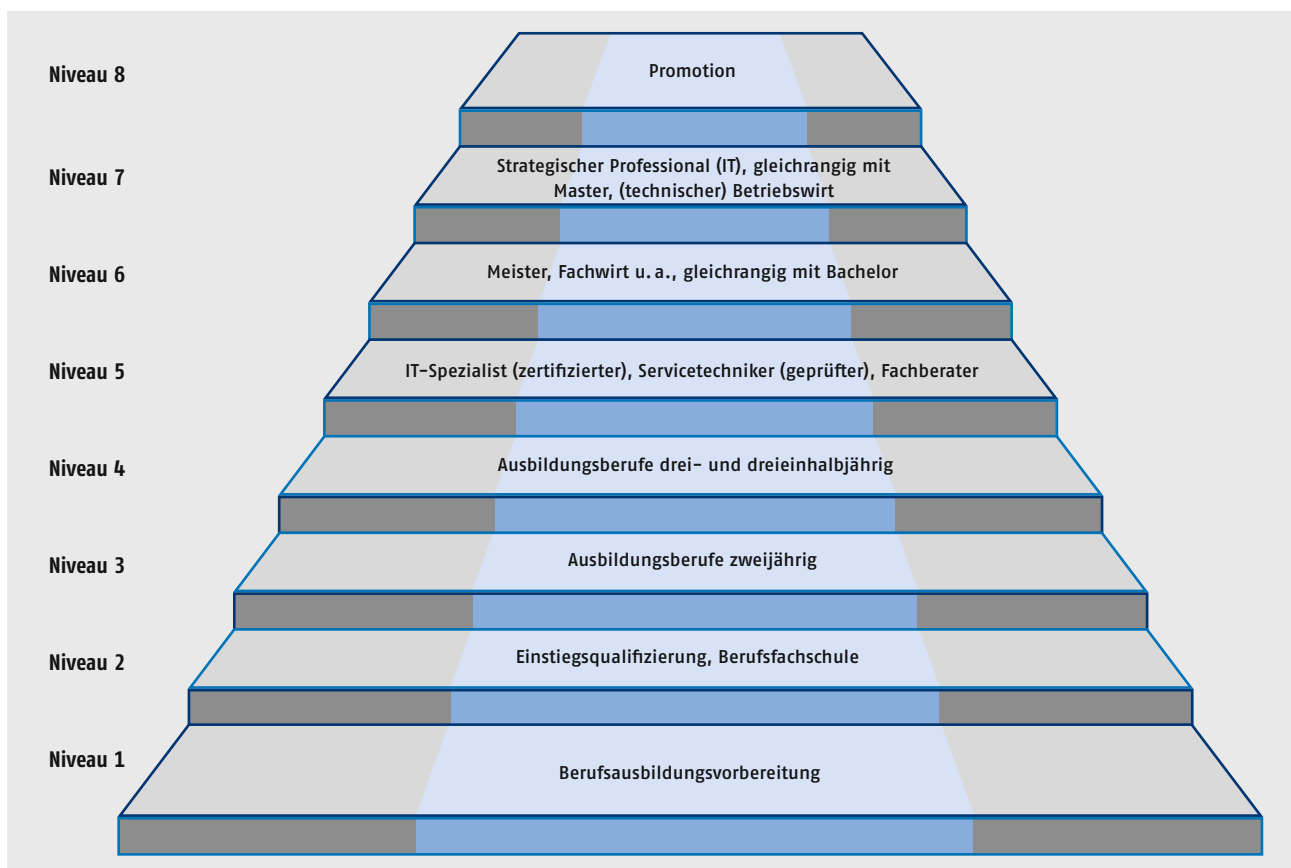 Niveau 8
Promotion
Niveau 7
Strategischer Professional (IT), gleichrangig mit
Master, (technischer) Betriebswirt
Niveau 6
Meister, Fachwirt u. a., gleichrangig mit Bachelor
Niveau 5
IT-Spezialist (zertifizierter), Servicetechniker (geprüfter), Fachberater
Niveau 4
Ausbildungsberufe drei- und dreieinhalbjährig
Niveau 3
Ausbildungsberufe zweijährig
Niveau 2
Einstiegsqualifizierung, Berufsfachschule
Niveau 1
Berufsausbildungsvorbereitung